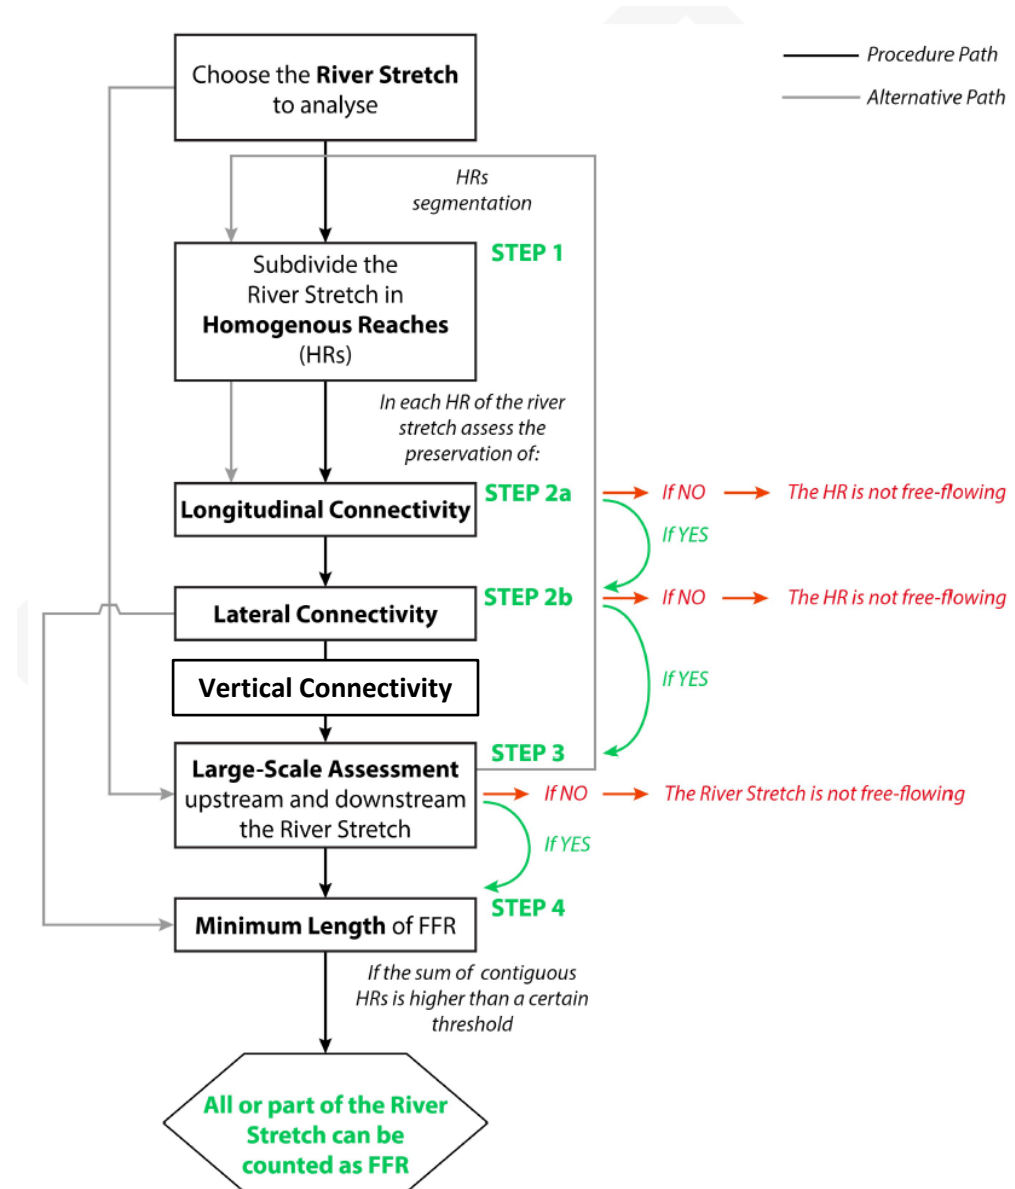 Procedure Path
Alternative Path
Choose the River Stretch
to analyse
HRs
segmentation
STEP 1
Subdivide the
River Stretch in
Homogenous Reaches
(HRs)
In each HR of the river
stretch assess the
preservation of:
Longitudinal Connectivity
STEP 2a
If NO
The HR is not free-flowing
If YES
Lateral Connectivity
STEP 2b
If NO
The HR is not free-flowing
If YES
Vertical Connectivity
STEP 3
Large-Scale Assessment
upstream and downstream
the River Stretch
If NO
The River Stretch is not free-flowing
If YES
STEP 4
Minimum Length of FFR
If the sum of contiguous
HRs is higher than a certain
threshold
All or part of the River
Stretch can be
counted as FFR